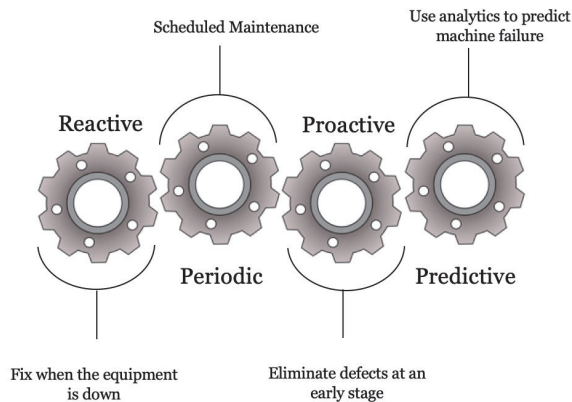 Use analytics to predict
machine failure
Scheduled Maintenance
Reactive
Proactive
Periodic
Predictive
Fix when the equipment
is down
Eliminate defects at an
early stage